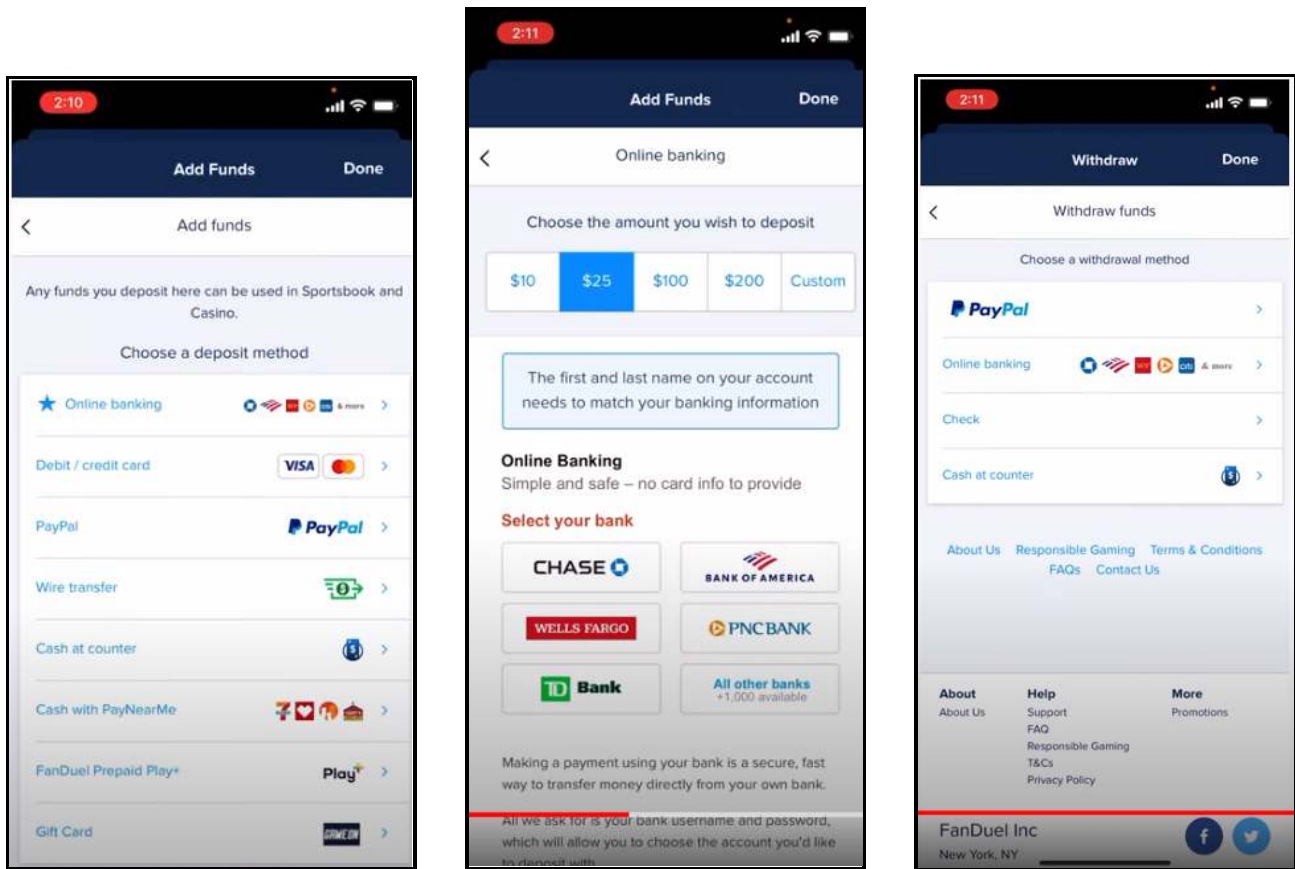 2:10
Add Funds
Done
Add funds
Any funds you deposit here can be used in Sportsbook and
Casino.
Choose a deposit method
Online banking
& more
Debit / credit card
VISA
PayPal
PayPal
Wire transfer
Cash at counter
Cash with PayNearMe
FanDuel Prepaid Play+
Play+
Gift Card
GAMEON
2:11
Add Funds
Done
Online banking
Choose the amount you wish to deposit
$10
$25
$100
$200
Custom
The first and last name on your account
needs to match your banking information
Online Banking
Simple and safe – no card info to provide
Select your bank
CHASE
BANK OF AMERICA
WELLS FARGO
PNC BANK
TD Bank
All other banks
+1,000 available
Making a payment using your bank is a secure, fast
way to transfer money directly from your own bank.
All we ask for is your bank username and password,
which will allow you to choose the account you'd like
to deposit with
2:11
Withdraw
Done
Withdraw funds
Choose a withdrawal method
PayPal
Online banking
citi
& more
Check
Cash at counter
About Us
Responsible Gaming
Terms & Conditions
FAQs
Contact Us
About
About Us
Help
Support
FAQ
Responsible Gaming
T&Cs
Privacy Policy
More
Promotions
FanDuel Inc
New York, NY